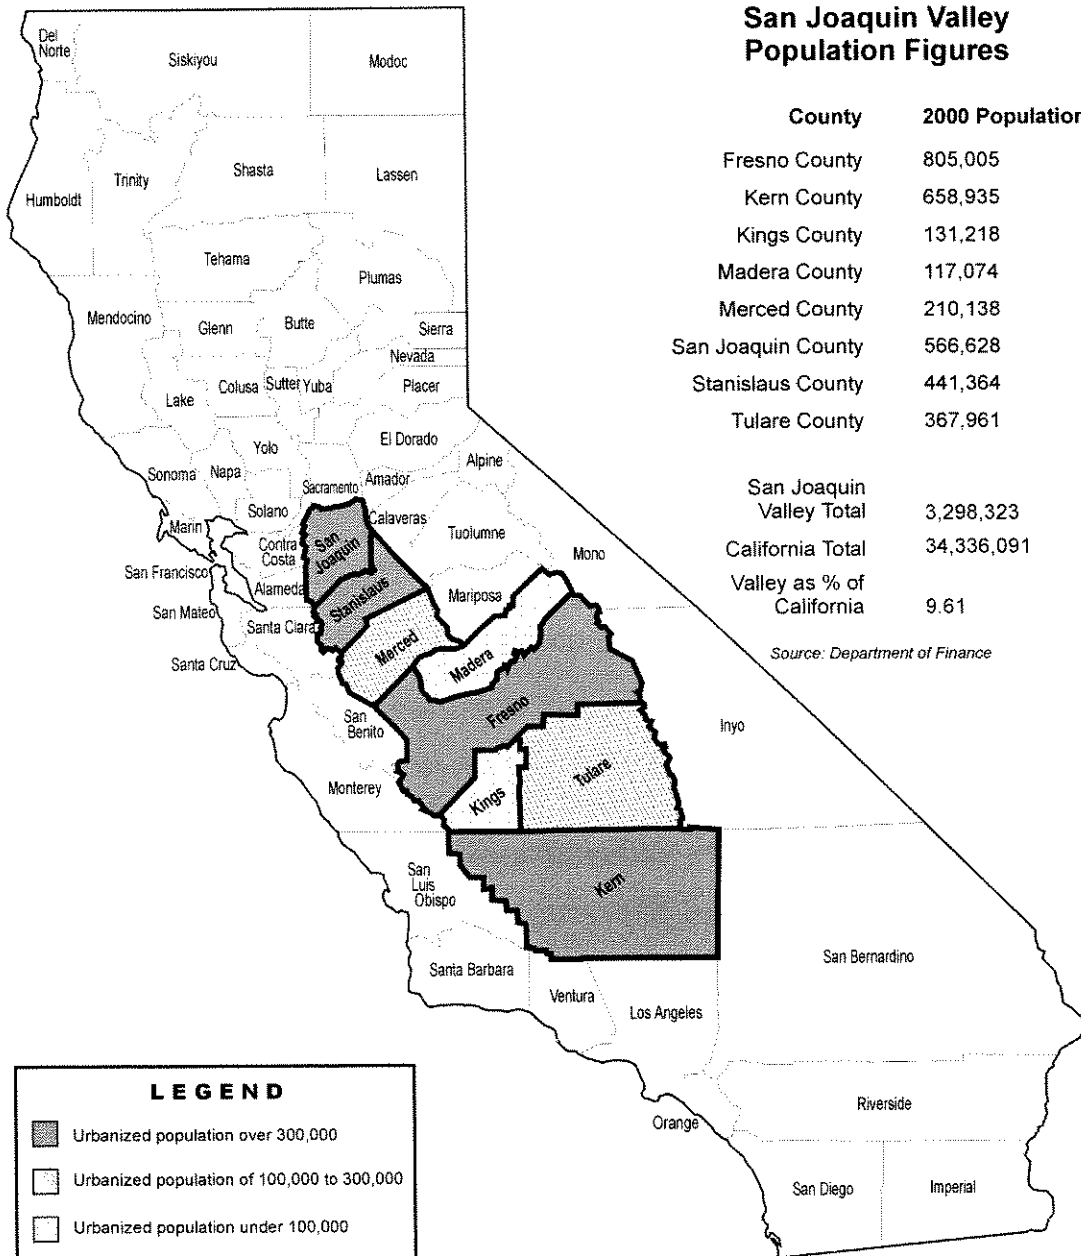 San Joaquin Valley
Population Figures
County 2000 Population
Fresno County 805,005
Kern County 658,935
Kings County 131,218
Madera County 117,074
Merced County 210,138
San Joaquin County 566,628
Stanislaus County 441,364
Tulare County 367,961
San Joaquin
Valley Total 3,298,323
California Total 34,336,091
Valley as % of
California 9.61
Source: Department of Finance
Del
Norte
Siskiyou
Modoc
Humboldt
Trinity
Shasta
Lassen
Tehama
Plumas
Mendocino
Glenn
Butte
Sierra
Nevada
Lake
Colusa
Sutter
Yuba
Placer
Yolo
El Dorado
Sonoma
Napa
Sacramento
Amador
Alpine
Solano
Marin
Calaveras
Tuolumne
Contra
Costa
San
Joaquin
Mono
San Francisco
Alameda
Stanislaus
Mariposa
San Mateo
Santa Clara
Merced
Madera
Santa Cruz
San
Benito
Fresno
Inyo
Monterey
Kings
Tulare
San
Luis
Obispo
Kern
Santa Barbara
Ventura
Los Angeles
San Bernardino
Orange
Riverside
San Diego
Imperial
LEGEND
Urbanized population over 300,000
Urbanized population of 100,000 to 300,000
Urbanized population under 100,000